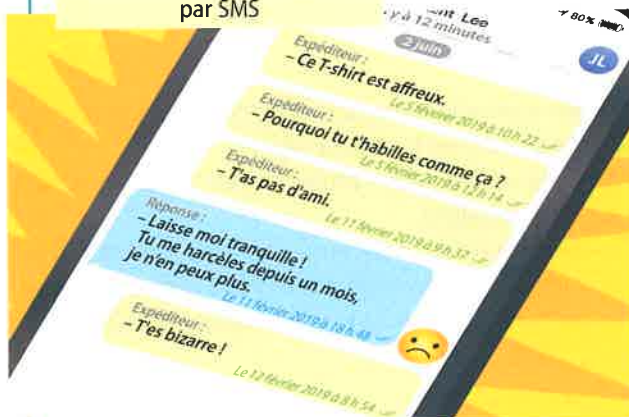 par SMS
Lee
y a 12 minutes
80%
2 juin
JL
Expéditeur :
– Ce T-shirt est affreux.
Le 5 février 2019 à 10 h 22
Expéditeur :
– Pourquoi tu t'habilles comme ça ?
Le 5 février 2019 à 12 h 14
Expéditeur :
– T'as pas d'ami.
Le 11 février 2019 à 9 h 37
Réponse :
– Laisse moi tranquille !
Tu me harcèles depuis un mois,
je n'en peux plus.
Le 11 février 2019 à 18 h 48
Expéditeur :
– T'es bizarre !
Le 12 février 2019 à 8 h 54